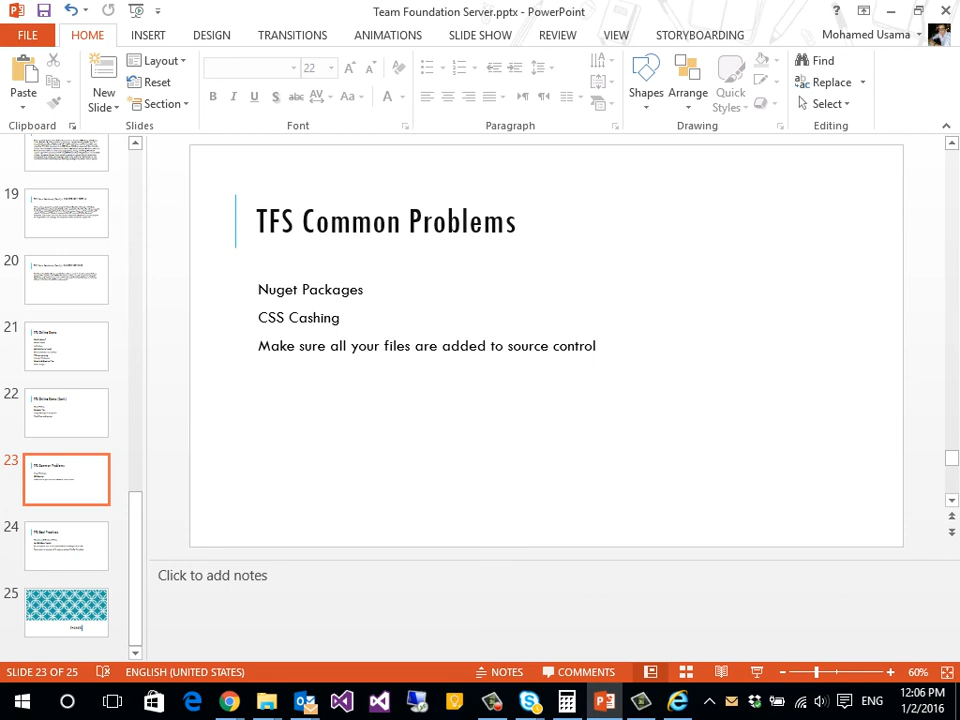 Team Foundation Server.pptx - PowerPoint
FILE
HOME
INSERT
DESIGN
TRANSITIONS
ANIMATIONS
SLIDE SHOW
REVIEW
VIEW
STORYBOARDING
Mohamed Usama
Paste
New
Slide
Layout
Reset
Section
22
B I U S abc AV Aa A
Shapes
Arrange
Quick
Styles
Find
Replace
Select
Clipboard
Slides
Font
Paragraph
Drawing
Editing
19
20
21
22
23
24
25
TFS Common Problems
Nuget Packages
CSS Cashing
Make sure all your files are added to source control
Click to add notes
SLIDE 23 OF 25
ENGLISH (UNITED STATES)
NOTES
COMMENTS
60%
ENG
12:06 PM
1/2/2016